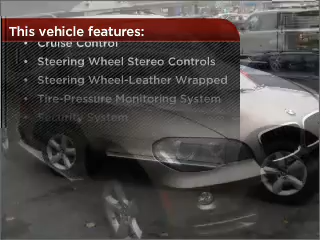 This vehicle features:
• Cruise Control
• Steering Wheel Stereo Controls
• Steering Wheel-Leather Wrapped
• Tire-Pressure Monitoring System
• Security System